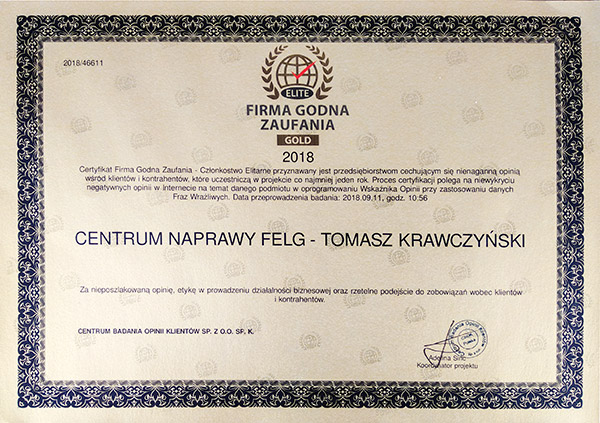 2018/46611
ELITE
FIRMA GODNA
ZAUFANIA
GOLD
2018
Certyfikat Firma Godna Zaufania - Członkostwo Elitarne przyznawany jest przedsiębiorstwom cechującym się nienaganną opinią
wśród klientów i kontrahentów, które uczestniczą w projekcie co najmniej jeden rok. Proces certyfikacji polega na niewykryciu
negatywnych opinii w internecie na temat danego podmiotu w oprogramowaniu Wskaźnika Opinii przy zastosowaniu danych
Fraz Wrażliwych. Data przeprowadzenia badania: 2018.09.11, godz. 10:56
CENTRUM NAPRAWY FELG - TOMASZ KRAWCZYŃSKI
Za nieposzlakowaną opinię, etykę w prowadzeniu działalności biznesowej oraz rzetelne podejście do zobowiązań wobec klientów
i kontrahentów.
CENTRUM BADANIA OPINII KLIENTÓW SP. Z O.O. SP. K.
Adelina
Koordynator projektu